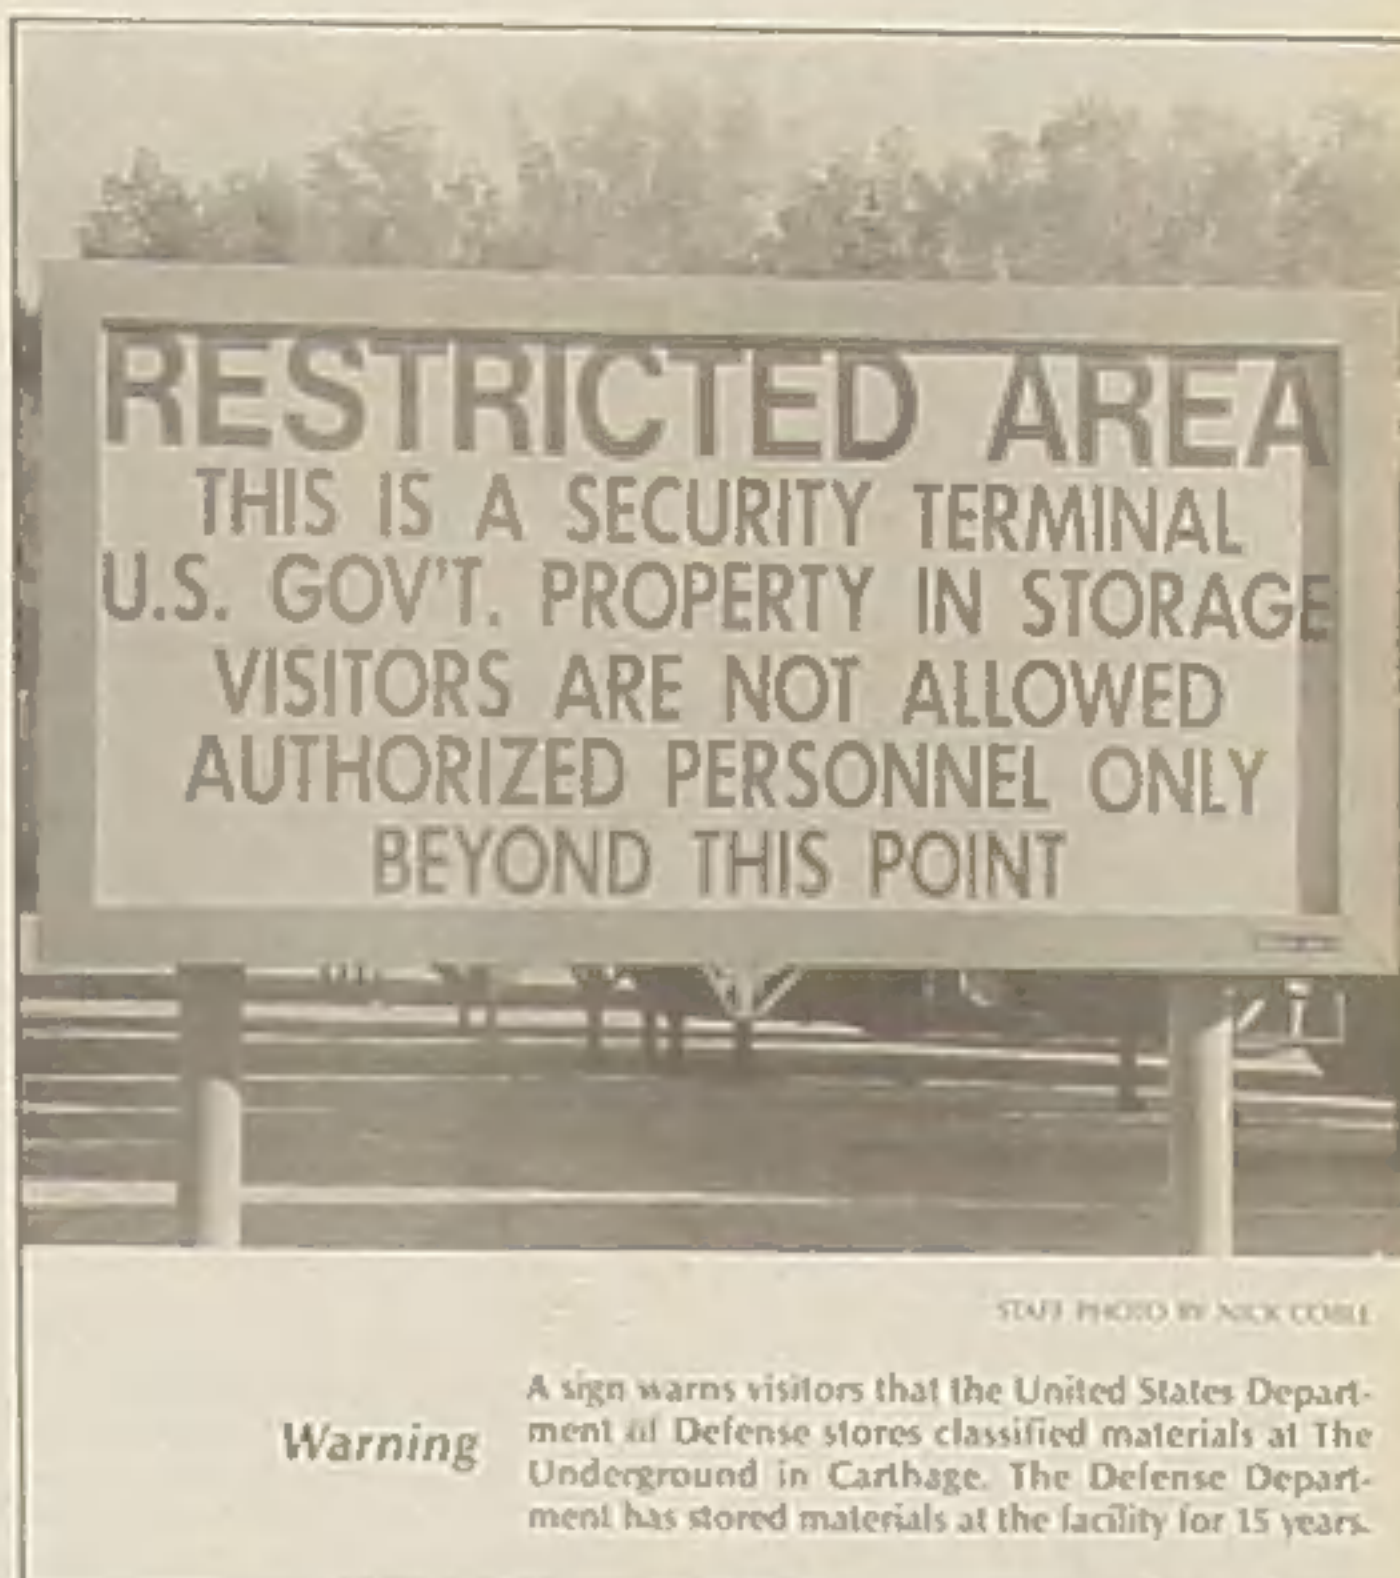 RESTRICTED AREA
THIS IS A SECURITY TERMINAL
U.S. GOV'T. PROPERTY IN STORAGE
VISITORS ARE NOT ALLOWED
AUTHORIZED PERSONNEL ONLY
BEYOND THIS POINT
STAFF PHOTO BY NICK
Warning
A sign warns visitors that the United States Depart-
ment of Defense stores classified materials at The
Underground in Carthage. The Defense Depart-
ment has stored materials at the facility for 15 years.